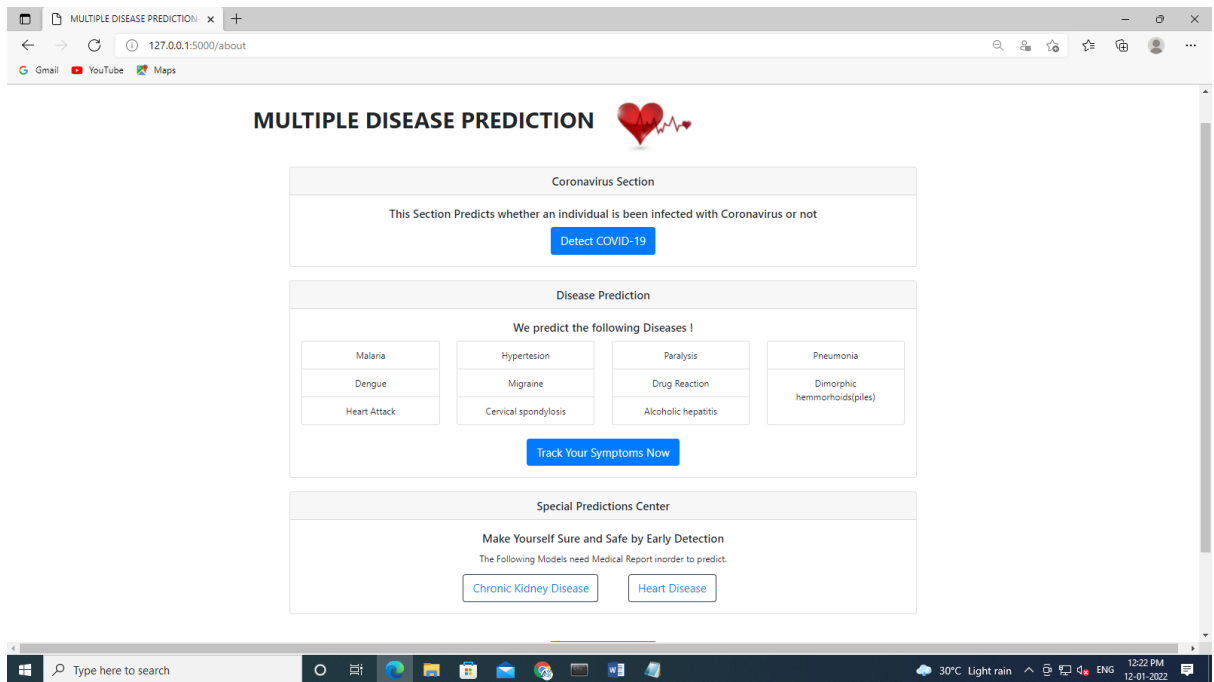 MULTIPLE DISEASE PREDICTION
127.0.0.1:5000/about
Gmail YouTube Maps
MULTIPLE DISEASE PREDICTION
Coronavirus Section
This Section Predicts whether an individual is been infected with Coronavirus or not
Detect COVID-19
Disease Prediction
We predict the following Diseases !
Malaria Hypertesion Paralysis Pneumonia
Dengue Migraine Drug Reaction Dimorphic
hemmorhoids(piles)
Heart Attack Cervical spondylosis Alcoholic hepatitis
Track Your Symptoms Now
Special Predictions Center
Make Yourself Sure and Safe by Early Detection
The Following Models need Medical Report inorder to predict.
Chronic Kidney Disease Heart Disease
Type here to search
30°C Light rain ENG 12:22 PM
12-01-2022